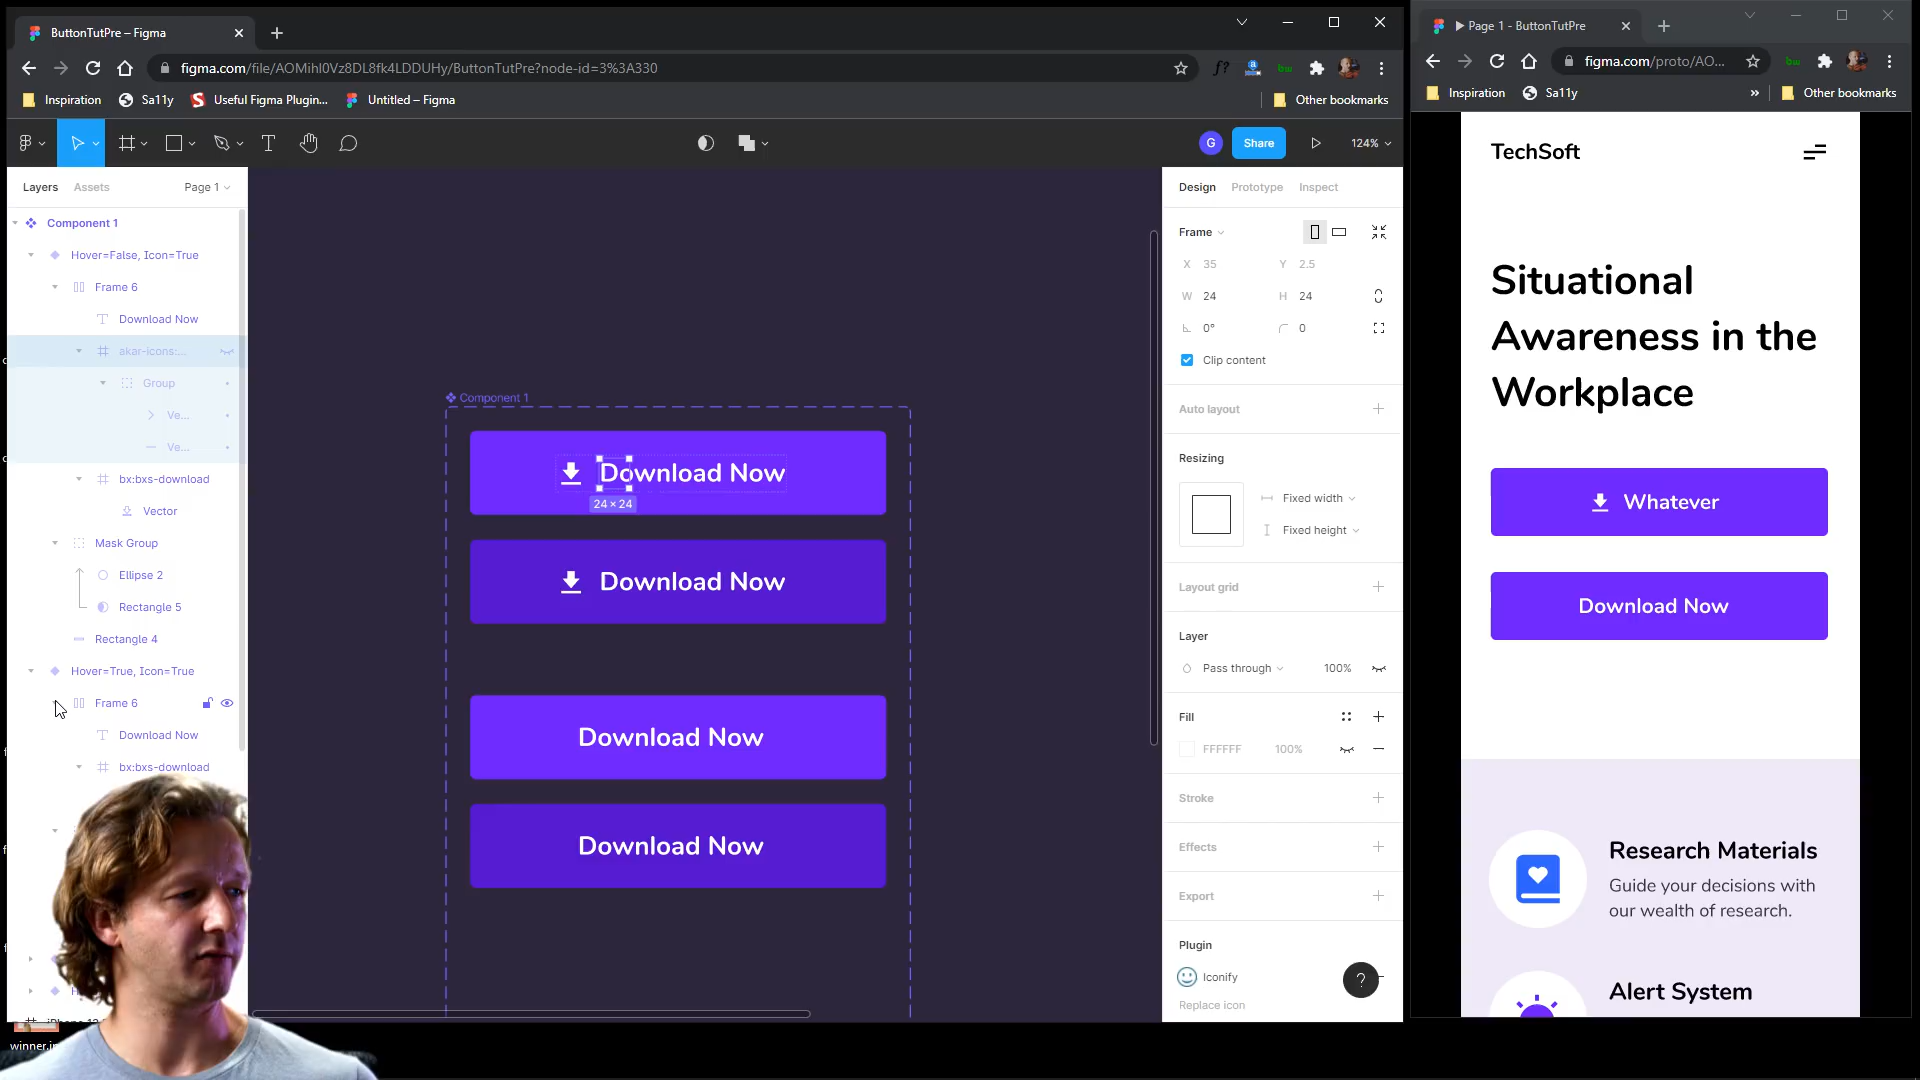 ButtonTutPre – Figma
figma.com/file/AOMihI0Vz8DL8fk4LDDUHy/ButtonTutPre?node-id=3%3A330
Inspiration
Sa11y
Useful Figma Plugin...
Untitled – Figma
Other bookmarks
G
Share
124%
Layers
Assets
Page 1
Component 1
Hover=False, Icon=True
Frame 6
Download Now
akar-icons:...
Group
Ve...
Ve...
bx:bxs-download
Vector
Mask Group
Ellipse 2
Rectangle 5
Rectangle 4
Hover=True, Icon=True
Frame 6
Download Now
bx:bxs-download
Component 1
Download Now
24 × 24
Download Now
Download Now
Download Now
Design
Prototype
Inspect
Frame
X 35
Y 2.5
W 24
H 24
0°
0
Clip content
Auto layout
Resizing
Fixed width
Fixed height
Layout grid
Layer
Pass through
100%
Fill
FFFFFF
100%
Stroke
Effects
Export
Plugin
Iconify
Replace icon
?
Page 1 - ButtonTutPre
figma.com/proto/AO...
Inspiration
Sa11y
Other bookmarks
TechSoft
Situational
Awareness in the
Workplace
Whatever
Download Now
Research Materials
Guide your decisions with
our wealth of research.
Alert System